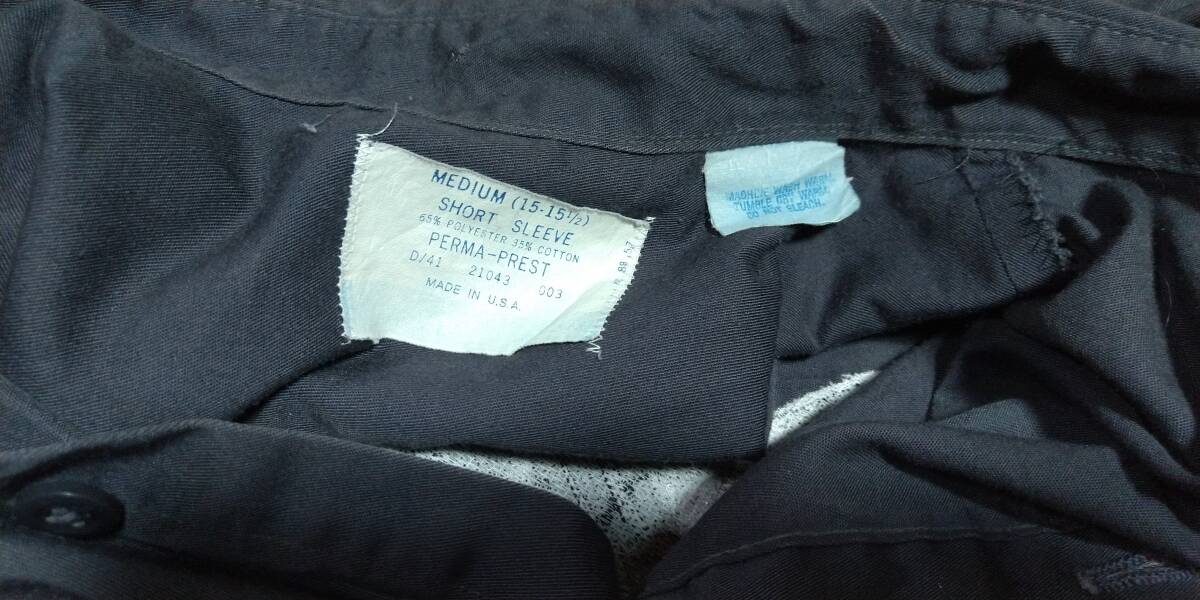 MEDIUM (15-15½)
SHORT SLEEVE
65% POLYESTER 35% COTTON
PERMA-PREST
D/41 21043 003
MADE IN U.S.A.
MACHINE WASH WARM
TUMBLE DRY WARM
DO NOT BLEACH.